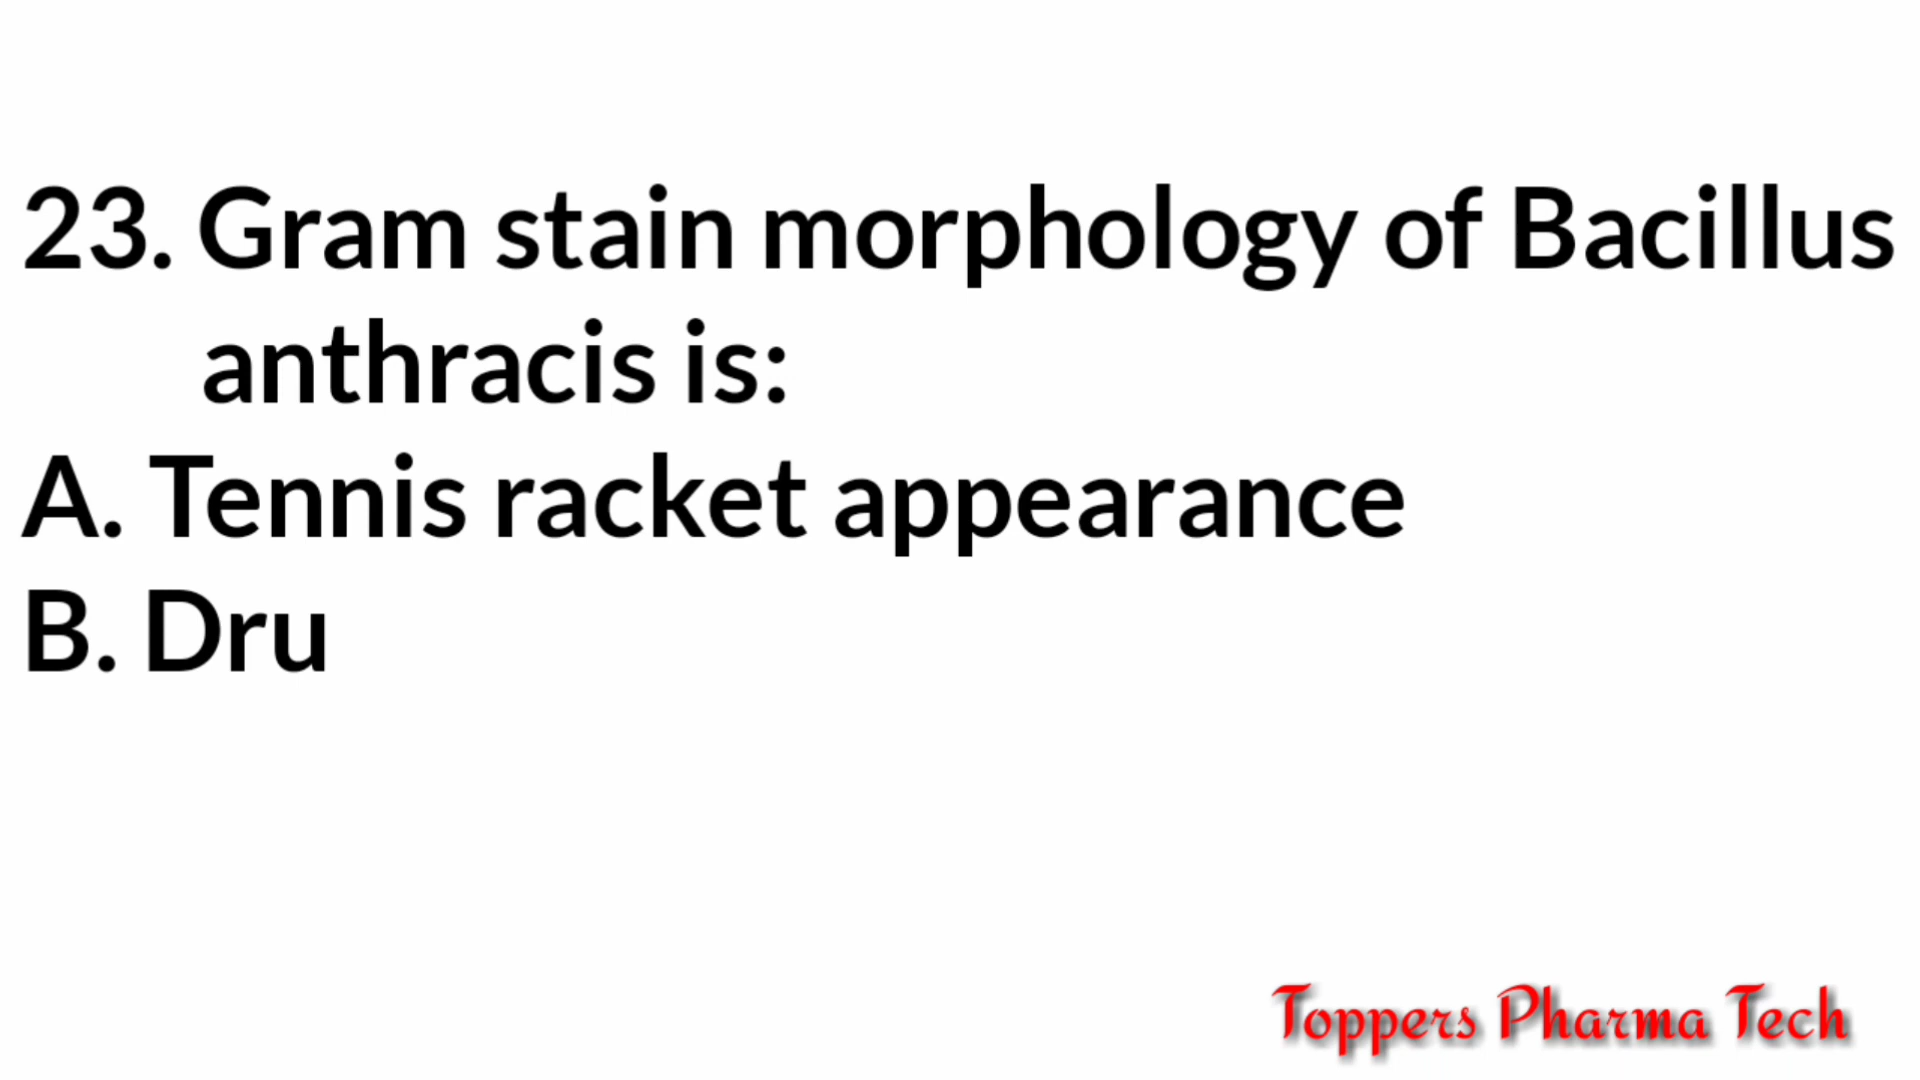 23. Gram stain morphology of Bacillus
anthracis is:
A. Tennis racket appearance
B. Dru
Toppers Pharma Tech